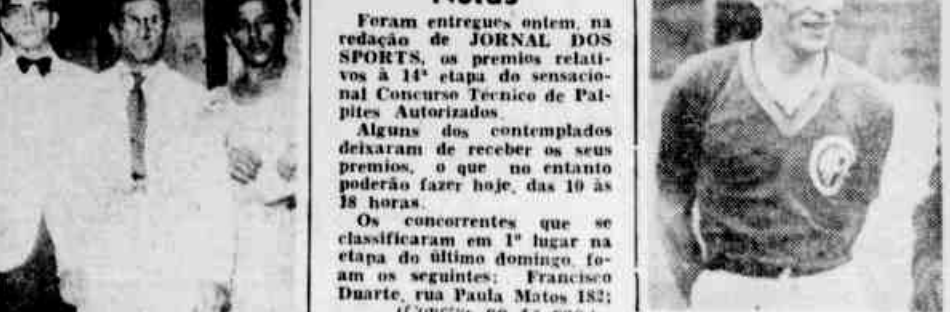 Notas
Foram entregues ontem, na
redação de JORNAL DOS
SPORTS, os premios relati-
vos à 14ª etapa do sensacio-
nal Concurso Técnico de Pal-
pites Autorizados.
Alguns dos contemplados
deixaram de receber os seus
premios, o que no entanto
poderão fazer hoje, das 10 às
18 horas.
Os concorrentes que se
classificaram em 1º lugar na
etapa do último domingo, fo-
am os seguintes: Francisco
Duarte, rua Paula Matos 182;